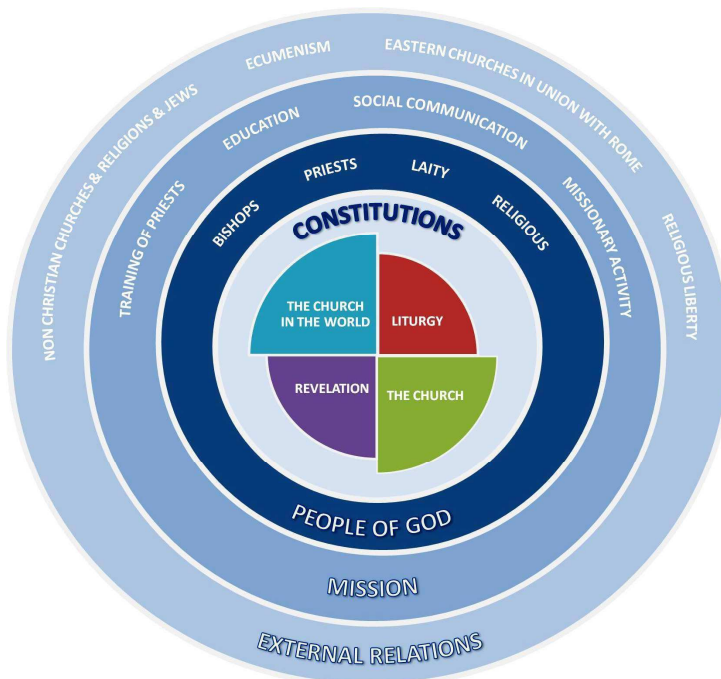 NON CHRISTIAN CHURCHES & RELIGIONS & JEWS
ECUMENISM
EASTERN CHURCHES IN UNION WITH ROME
RELIGIOUS LIBERTY
TRAINING OF PRIESTS
EDUCATION
SOCIAL COMMUNICATION
MISSIONARY ACTIVITY
BISHOPS
PRIESTS
LAITY
RELIGIOUS
CONSTITUTIONS
THE CHURCH
IN THE WORLD
LITURGY
REVELATION
THE CHURCH
PEOPLE OF GOD
MISSION
EXTERNAL RELATIONS